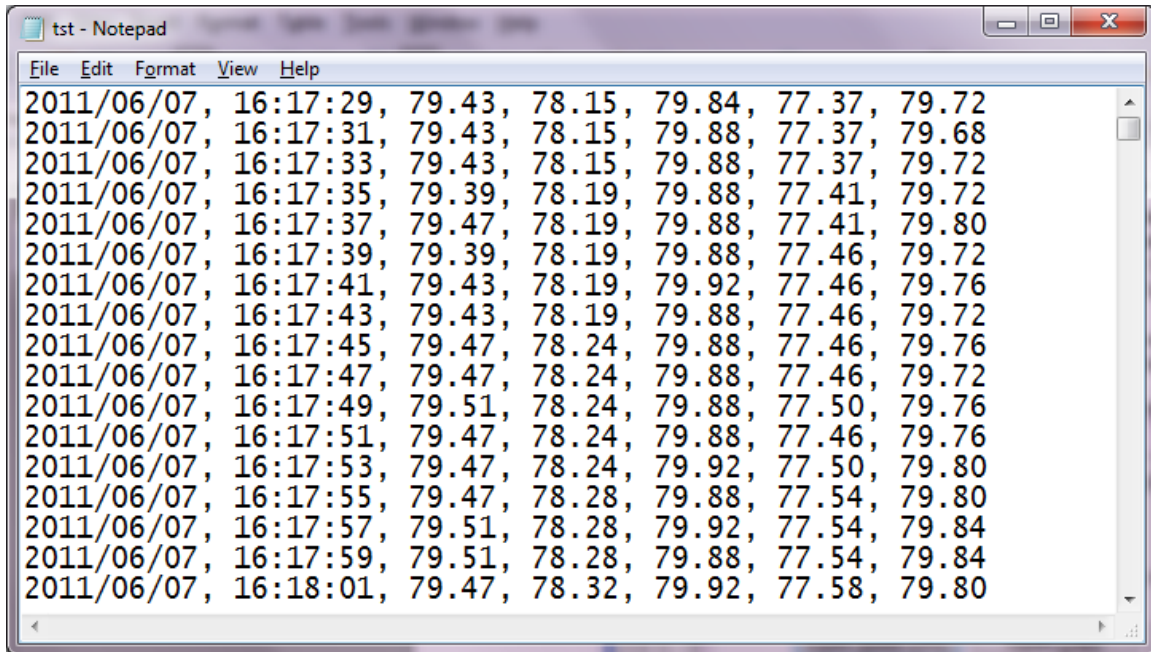 tst - Notepad
File Edit Format View Help
2011/06/07, 16:17:29, 79.43, 78.15, 79.84, 77.37, 79.72
2011/06/07, 16:17:31, 79.43, 78.15, 79.88, 77.37, 79.68
2011/06/07, 16:17:33, 79.43, 78.15, 79.88, 77.37, 79.72
2011/06/07, 16:17:35, 79.39, 78.19, 79.88, 77.41, 79.72
2011/06/07, 16:17:37, 79.47, 78.19, 79.88, 77.41, 79.80
2011/06/07, 16:17:39, 79.39, 78.19, 79.88, 77.46, 79.72
2011/06/07, 16:17:41, 79.43, 78.19, 79.92, 77.46, 79.76
2011/06/07, 16:17:43, 79.43, 78.19, 79.88, 77.46, 79.72
2011/06/07, 16:17:45, 79.47, 78.24, 79.88, 77.46, 79.76
2011/06/07, 16:17:47, 79.47, 78.24, 79.88, 77.46, 79.72
2011/06/07, 16:17:49, 79.51, 78.24, 79.88, 77.50, 79.76
2011/06/07, 16:17:51, 79.47, 78.24, 79.88, 77.46, 79.76
2011/06/07, 16:17:53, 79.47, 78.24, 79.92, 77.50, 79.80
2011/06/07, 16:17:55, 79.47, 78.28, 79.88, 77.54, 79.80
2011/06/07, 16:17:57, 79.51, 78.28, 79.92, 77.54, 79.84
2011/06/07, 16:17:59, 79.51, 78.28, 79.88, 77.54, 79.84
2011/06/07, 16:18:01, 79.47, 78.32, 79.92, 77.58, 79.80